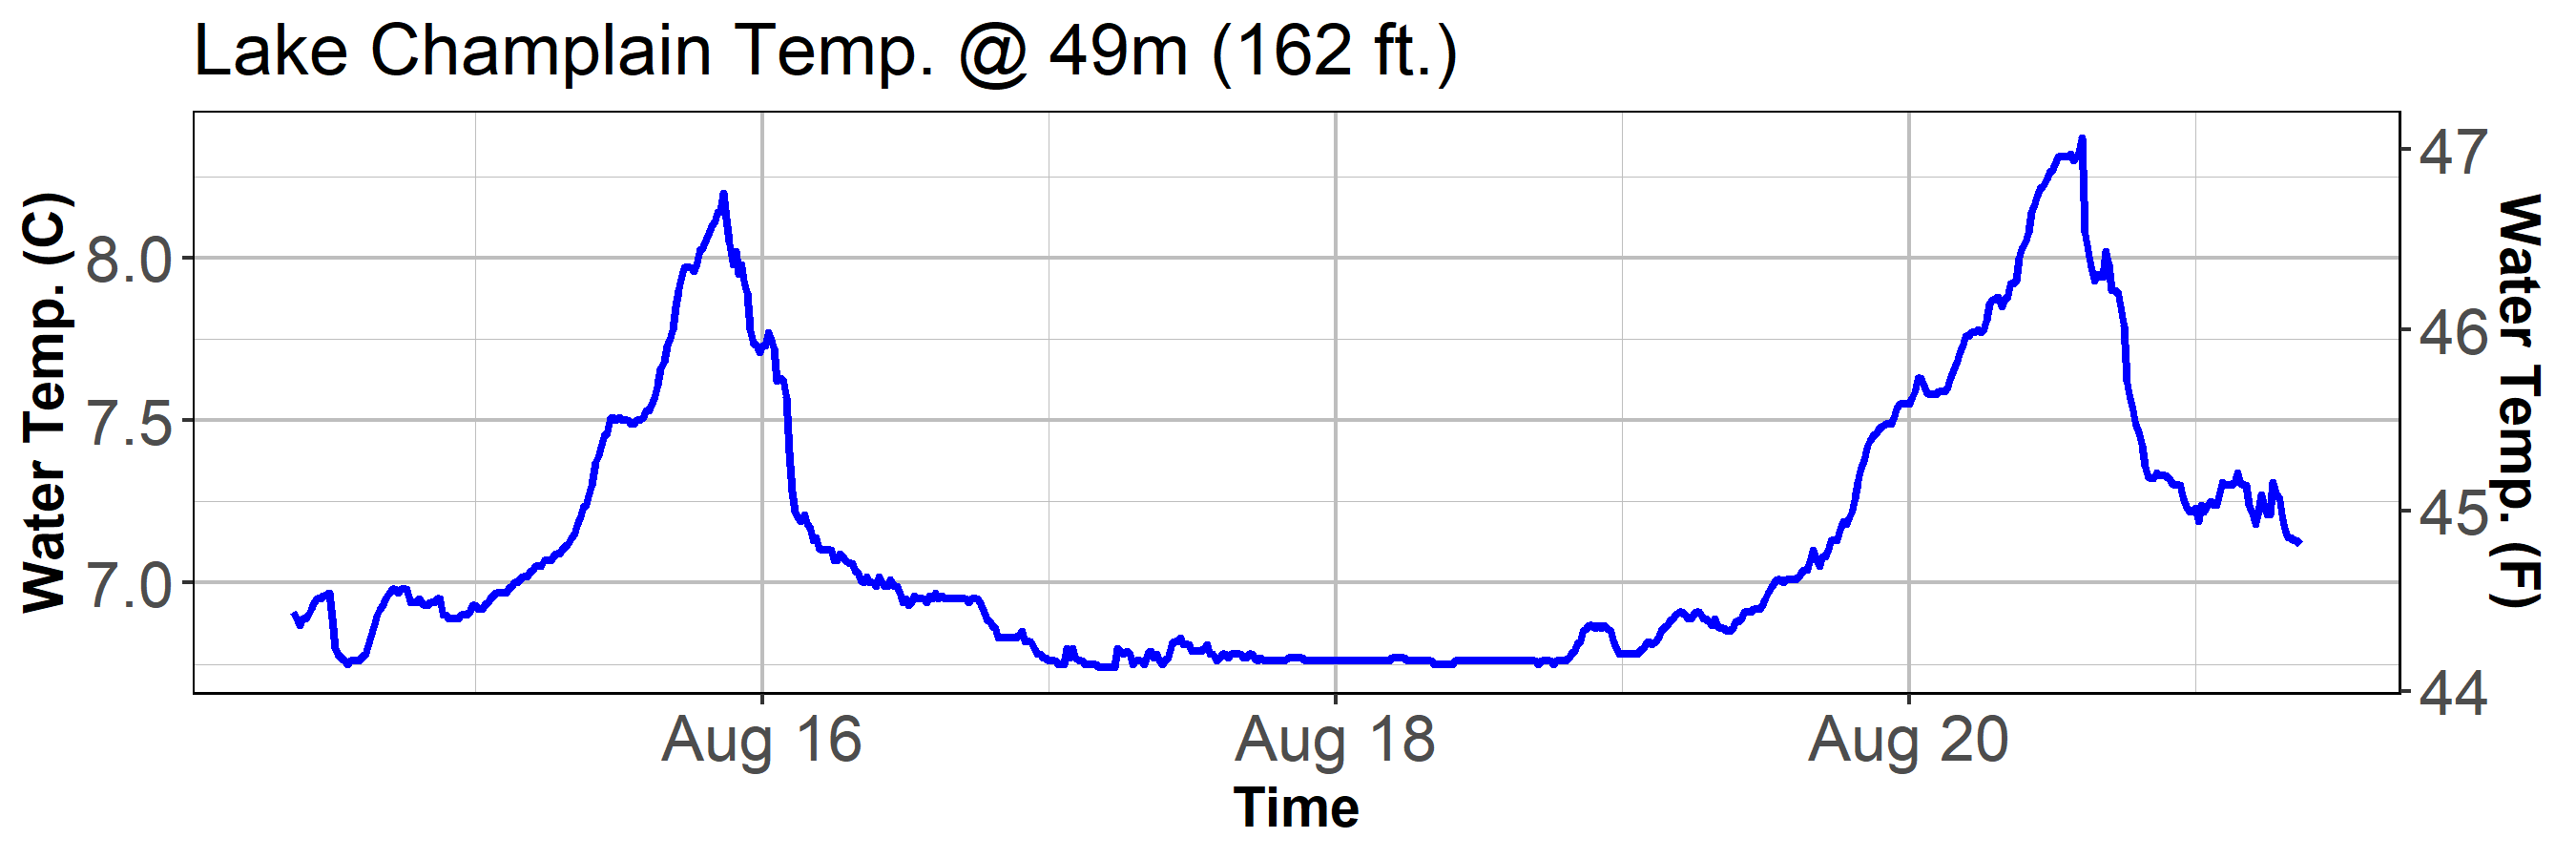 Lake Champlain Temp. @ 49m (162 ft.)
Water Temp. (C)
8.0
7.5
7.0
47
46
45
44
Water Temp. (F)
Aug 16
Aug 18
Aug 20
Time